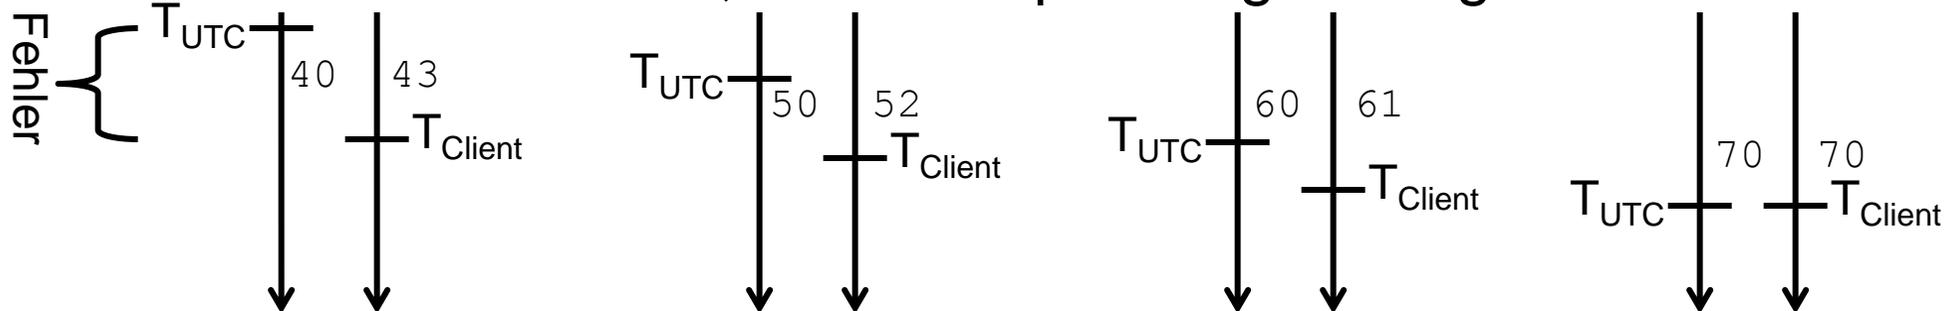 Fehler
T_UTC 40 43 T_Client
T_UTC 50 52 T_Client
T_UTC 60 61 T_Client
T_UTC 70 70 T_Client